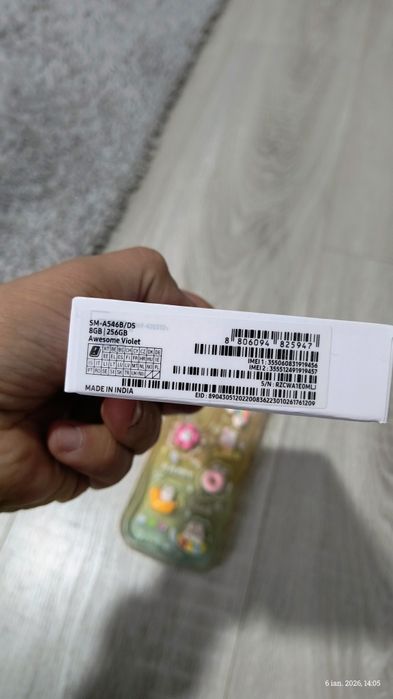 SM-A546B/DS
8GB | 256GB
Awesome Violet
8 806094 825947
IMEI 1: 355060831919456
IMEI 2: 355512491919457
S/N: RZCWA1E0MLJ
MADE IN INDIA
EID: 89043051202200836223010261761209
6 ian. 2026, 14:05